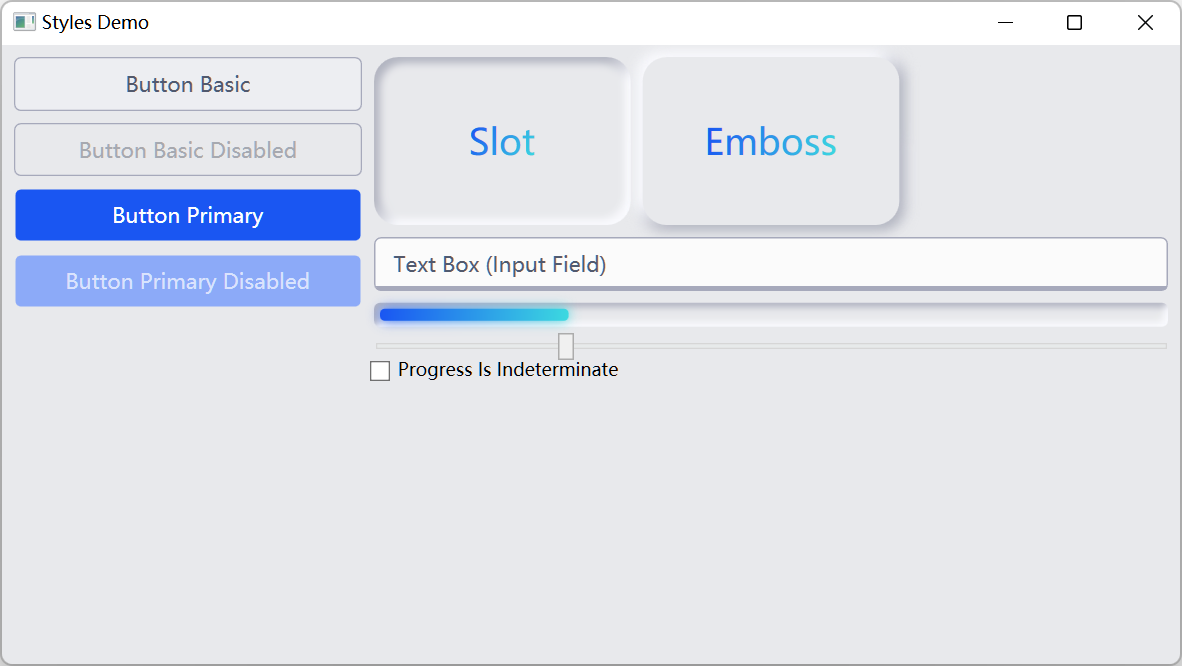 Styles Demo
Button Basic
Button Basic Disabled
Button Primary
Button Primary Disabled
Slot
Emboss
Text Box (Input Field)
Progress Is Indeterminate